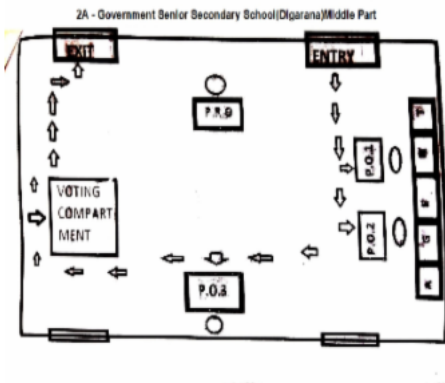 2A - Government Senior Secondary School(Digarana)Middle Part
EXIT
ENTRY
P.R.O
P.O.1
VOTING
COMPART
MENT
P.O.2
P.O.3